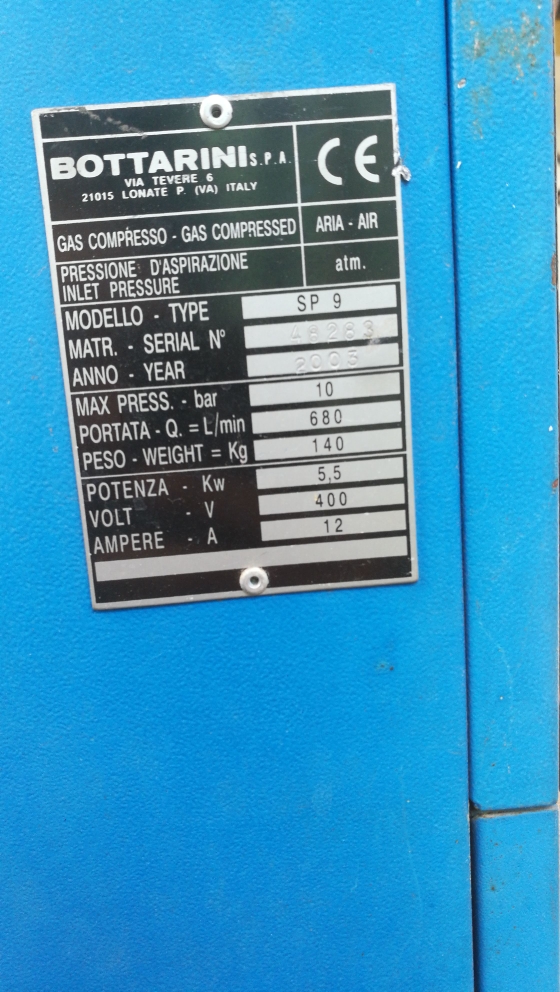 BOTTARINI S.P.A.
VIA TEVERE 6
21015 LONATE P. (VA) ITALY
CE
GAS COMPRESSO - GAS COMPRESSED ARIA - AIR
PRESSIONE D'ASPIRAZIONE
INLET PRESSURE atm.
MODELLO - TYPE SP 9
MATR. - SERIAL N°
ANNO - YEAR 2003
MAX PRESS. - bar 10
PORTATA - Q. = L/min 680
PESO - WEIGHT = Kg 140
POTENZA - Kw 5,5
VOLT - V 400
AMPERE - A 12